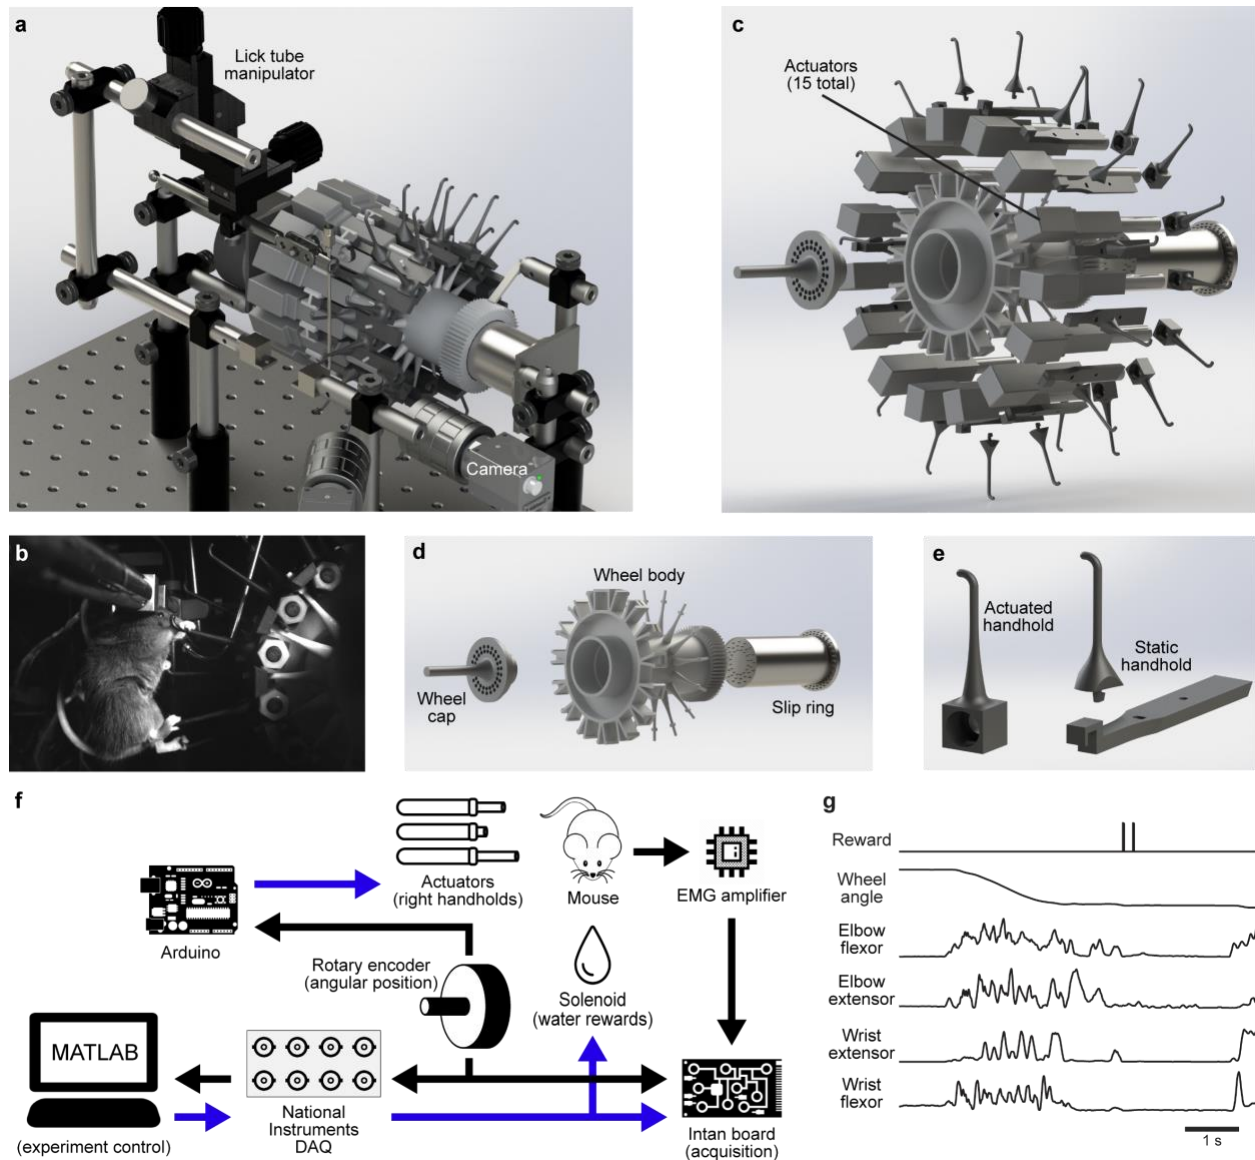 a
Lick tube
manipulator
Camera
c
Actuators
(15 total)
b
d
Wheel body
Wheel
cap
Slip ring
e
Actuated
handhold
Static
handhold
f
Actuators
(right handholds)
Mouse
EMG amplifier
Arduino
Rotary encoder
(angular position)
Solenoid
(water rewards)
MATLAB
(experiment control)
National
Instruments
DAQ
Intan board
(acquisition)
g
Reward
Wheel
angle
Elbow
flexor
Elbow
extensor
Wrist
extensor
Wrist
flexor
1 s